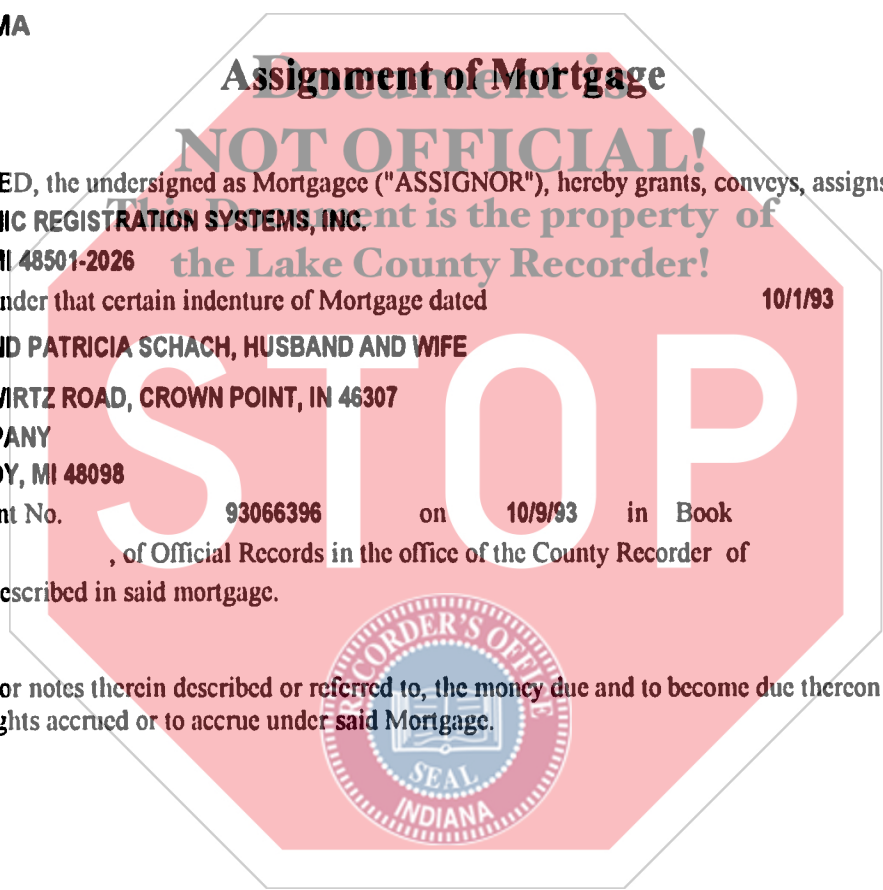 MA
Assignment of Mortgage
Document is
NOT OFFICIAL!
ED, the undersigned as Mortgagee ("ASSIGNOR"), hereby grants, conveys, assigns
This Document is the property of
IC REGISTRATION SYSTEMS, INC.
MI 48501-2026
the Lake County Recorder!
nder that certain indenture of Mortgage dated 10/1/93
ND PATRICIA SCHACH, HUSBAND AND WIFE
WIRTZ ROAD, CROWN POINT, IN 46307
PANY
OY, MI 48098
STOP
nt No. 93066396 on 10/9/93 in Book
, of Official Records in the office of the County Recorder of
escribed in said mortgage.
RECORDER'S OFFICE
or notes therein described or referred to, the money due and to become due thereon
ghts accrued or to accrue under said Mortgage.
SEAL
INDIANA